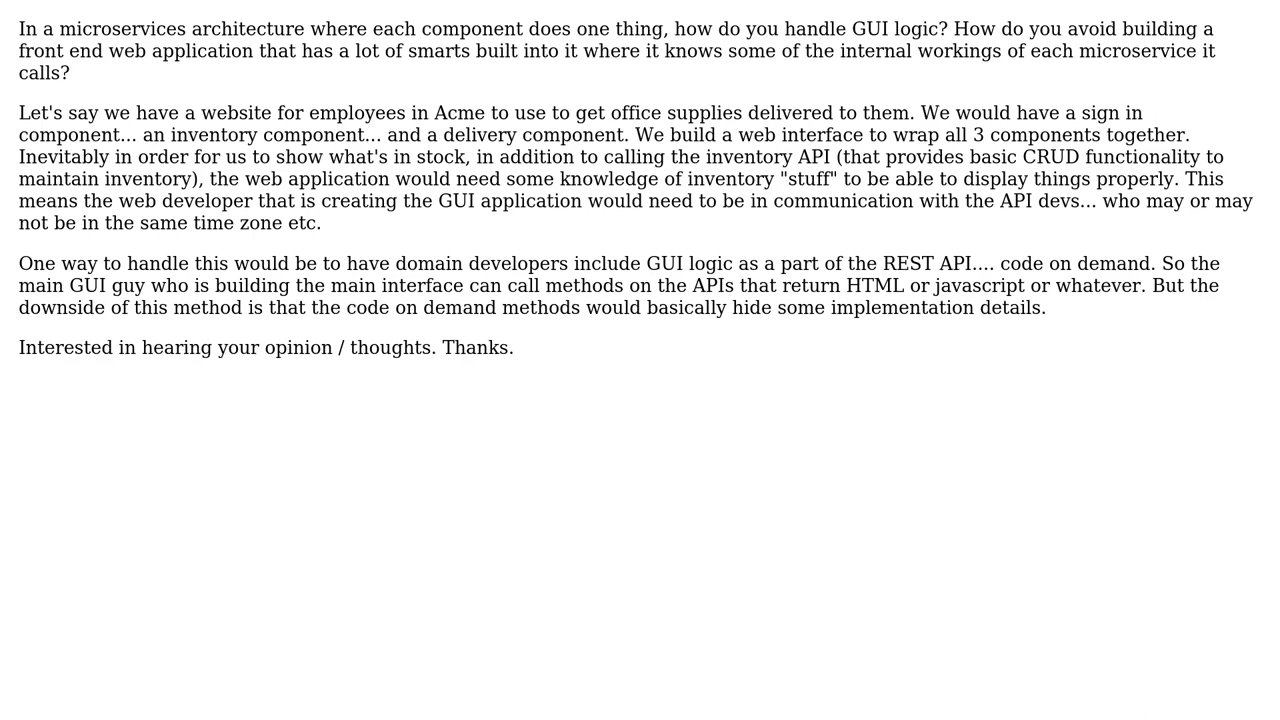 In a microservices architecture where each component does one thing, how do you handle GUI logic? How do you avoid building a
front end web application that has a lot of smarts built into it where it knows some of the internal workings of each microservice it
calls?
Let's say we have a website for employees in Acme to use to get office supplies delivered to them. We would have a sign in
component... an inventory component... and a delivery component. We build a web interface to wrap all 3 components together.
Inevitably in order for us to show what's in stock, in addition to calling the inventory API (that provides basic CRUD functionality to
maintain inventory), the web application would need some knowledge of inventory "stuff" to be able to display things properly. This
means the web developer that is creating the GUI application would need to be in communication with the API devs... who may or may
not be in the same time zone etc.
One way to handle this would be to have domain developers include GUI logic as a part of the REST API.... code on demand. So the
main GUI guy who is building the main interface can call methods on the APIs that return HTML or javascript or whatever. But the
downside of this method is that the code on demand methods would basically hide some implementation details.
Interested in hearing your opinion / thoughts. Thanks.